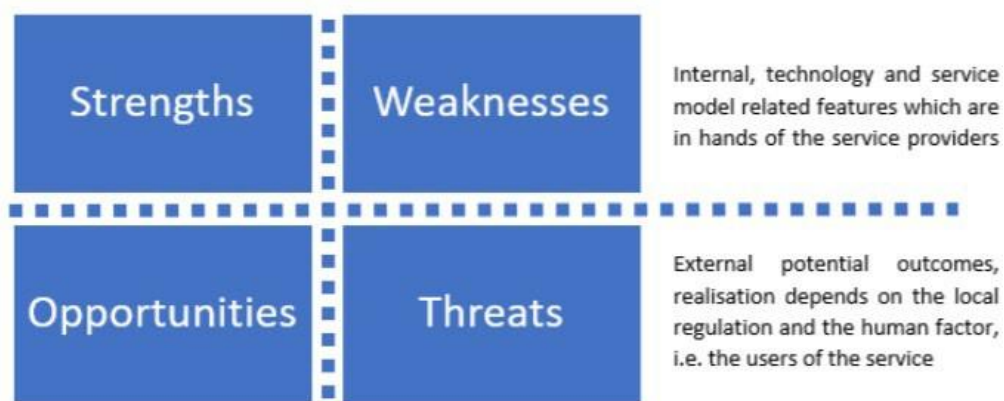 Strengths
Weaknesses
Internal, technology and service
model related features which are
in hands of the service providers
Opportunities
Threats
External potential outcomes,
realisation depends on the local
regulation and the human factor,
i.e. the users of the service